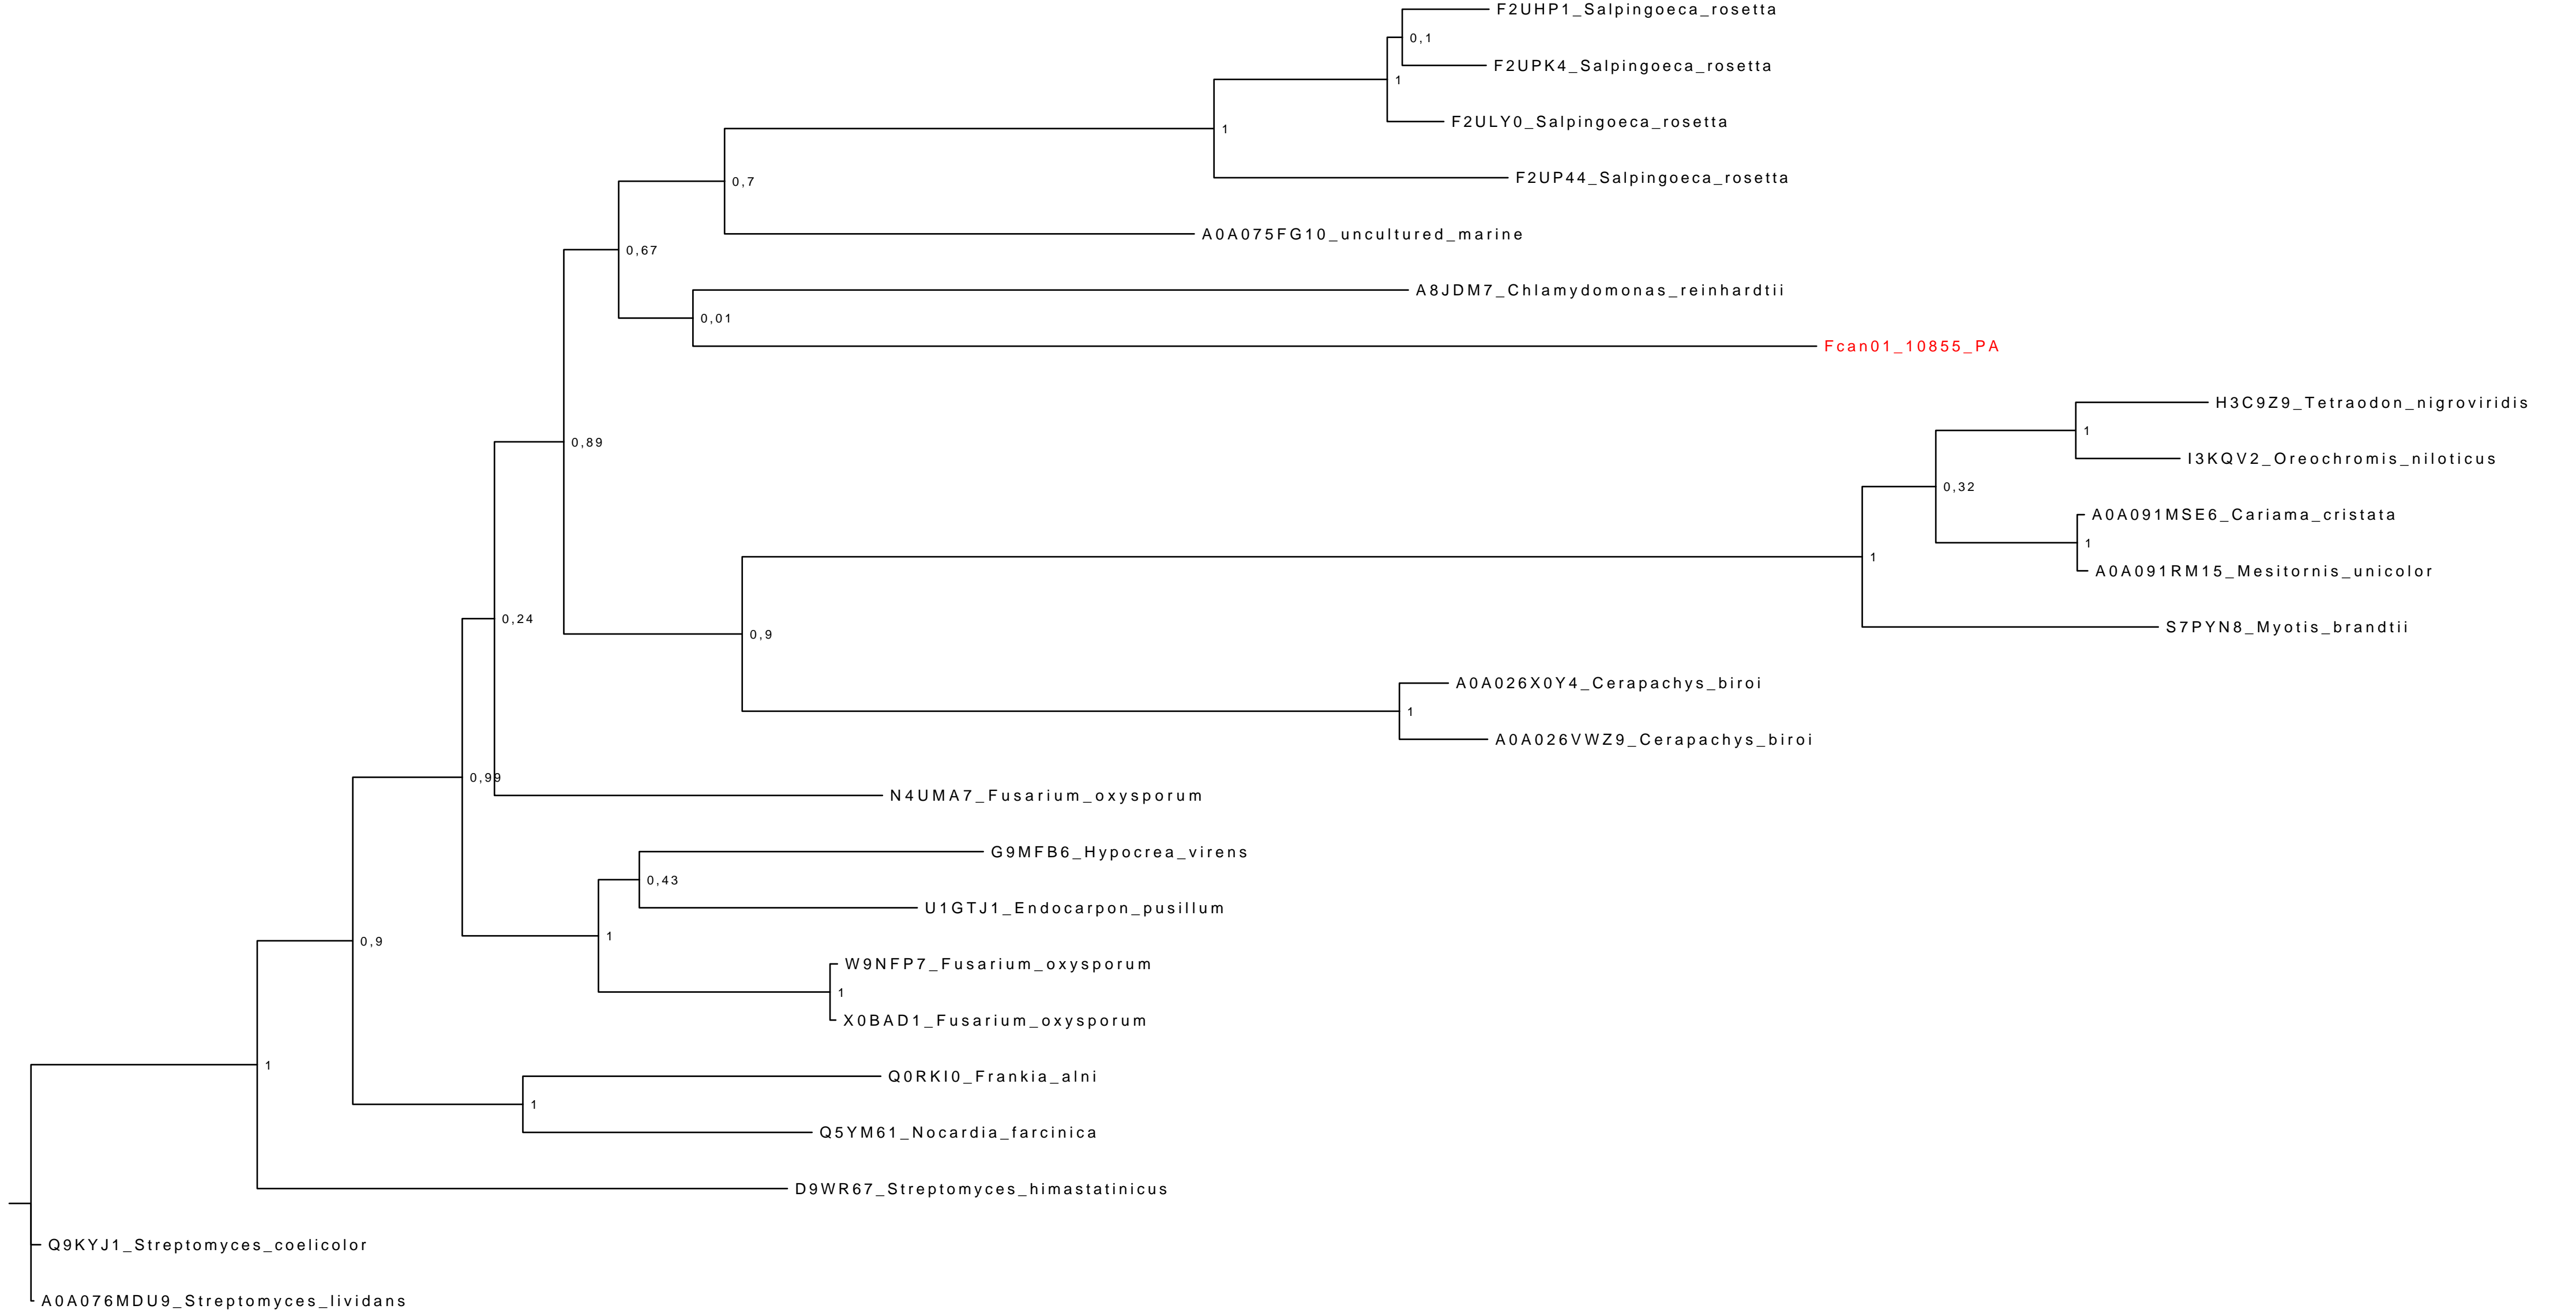 F2UHP1_Salpingoeca_rosetta
0,1
F2UPK4_Salpingoeca_rosetta
1
F2ULY0_Salpingoeca_rosetta
1
F2UP44_Salpingoeca_rosetta
0,7
A0A075FG10_uncultured_marine
0,67
A8JDM7_Chlamydomonas_reinhardtii
0,01
Fcan01_10855_PA
H3C9Z9_Tetraodon_nigroviridis
1
0,89
I3KQV2_Oreochromis_niloticus
0,32
A0A091MSE6_Cariama_cristata
1
1
A0A091RM15_Mesitornis_unicolor
0,24
S7PYN8_Myotis_brandtii
0,9
A0A026X0Y4_Cerapachys_biroi
1
A0A026VWZ9_Cerapachys_biroi
0,99
N4UMA7_Fusarium_oxysporum
G9MFB6_Hypocrea_virens
0,43
U1GTJ1_Endocarpon_pusillum
1
0,9
W9NFP7_Fusarium_oxysporum
1
X0BAD1_Fusarium_oxysporum
1
Q0RKI0_Frankia_alni
1
Q5YM61_Nocardia_farcinica
D9WR67_Streptomyces_himastatinicus
Q9KYJ1_Streptomyces_coelicolor
A0A076MDU9_Streptomyces_lividans